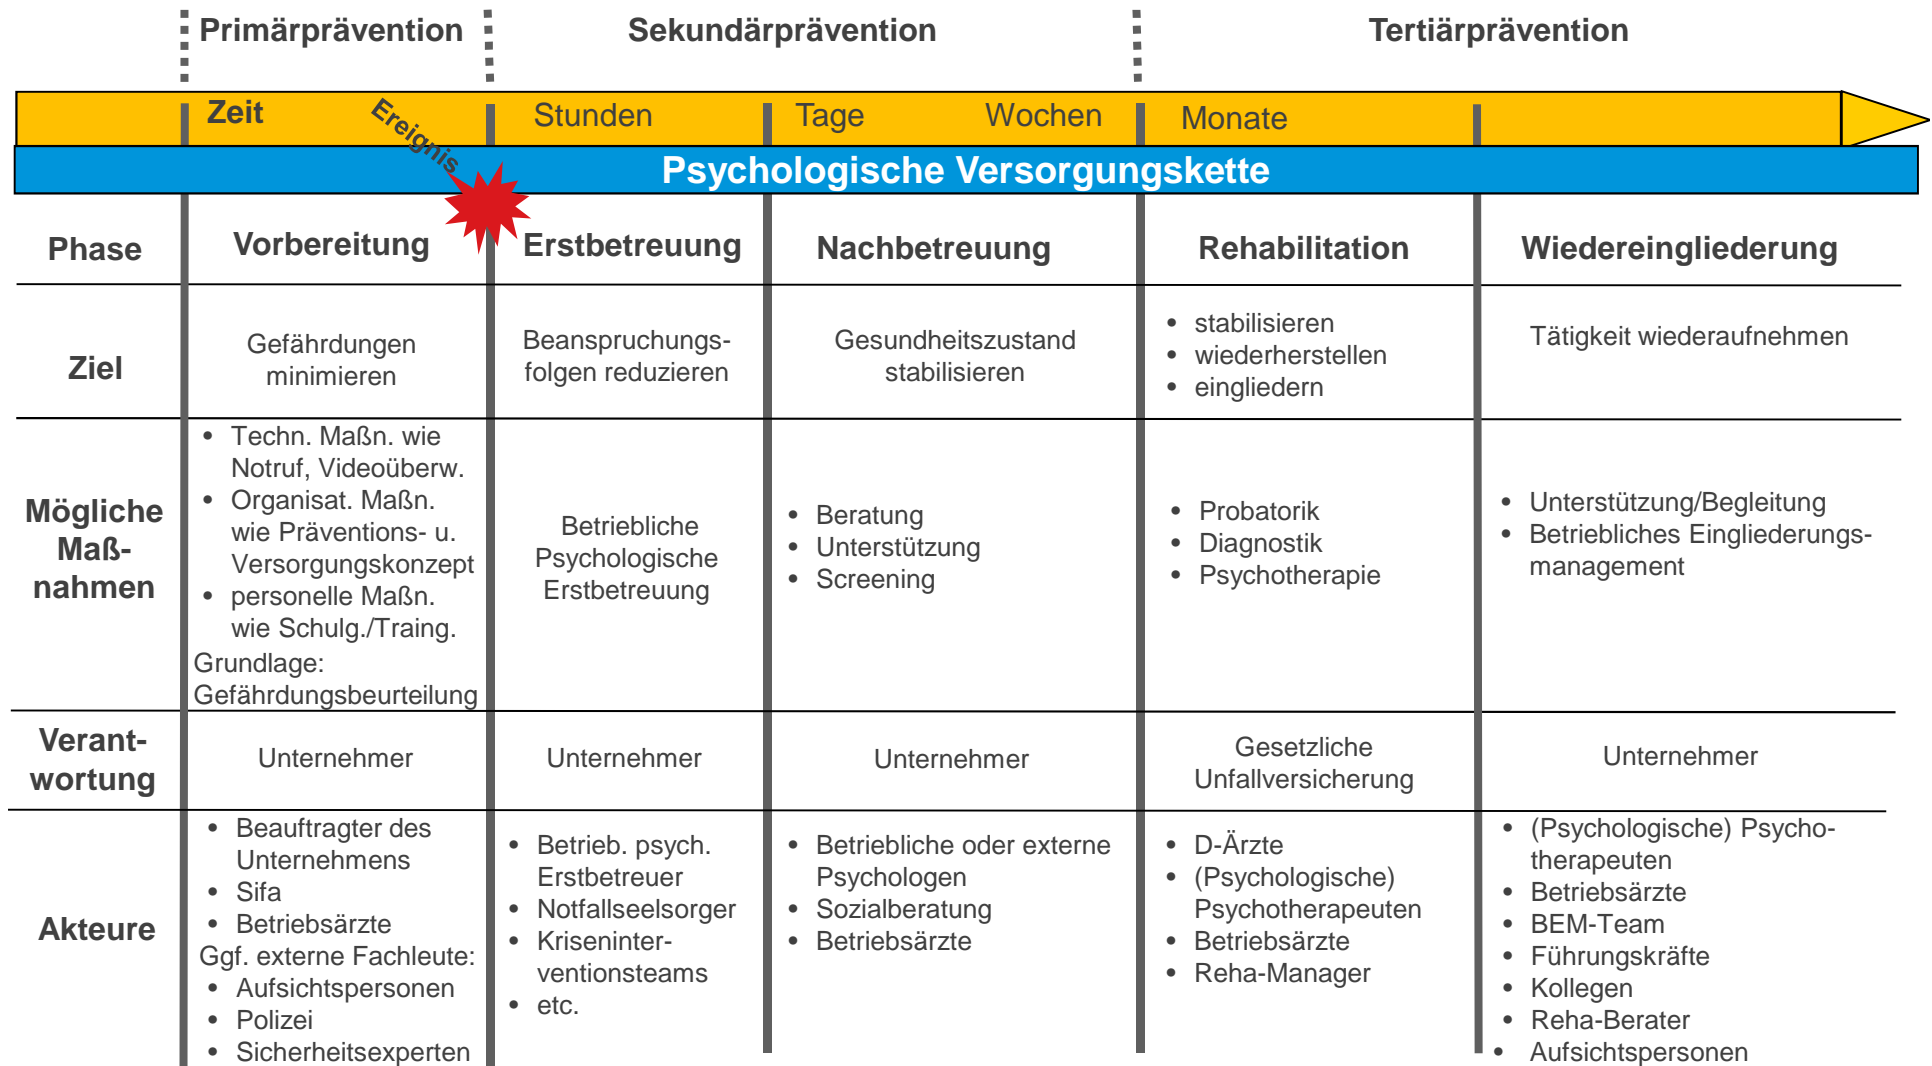 Primärprävention
Sekundärprävention
Tertiärprävention
Zeit
Ereignis
Stunden
Tage
Wochen
Monate
Psychologische Versorgungskette
Phase
Vorbereitung
Erstbetreuung
Nachbetreuung
Rehabilitation
Wiedereingliederung
Ziel
Gefährdungen
minimieren
Beanspruchungs-
folgen reduzieren
Gesundheitszustand
stabilisieren
• stabilisieren
• wiederherstellen
• eingliedern
Tätigkeit wiederaufnehmen
Mögliche
Maß-
nahmen
• Techn. Maßn. wie
Notruf, Videoüberw.
• Organisat. Maßn.
wie Präventions- u.
Versorgungskonzept
• personelle Maßn.
wie Schulg./Traing.
Grundlage:
Gefährdungsbeurteilung
Betriebliche
Psychologische
Erstbetreuung
• Beratung
• Unterstützung
• Screening
• Probatorik
• Diagnostik
• Psychotherapie
• Unterstützung/Begleitung
• Betriebliches Eingliederungs-
management
Verant-
wortung
Unternehmer
Unternehmer
Unternehmer
Gesetzliche
Unfallversicherung
Unternehmer
Akteure
• Beauftragter des
Unternehmens
• Sifa
• Betriebsärzte
Ggf. externe Fachleute:
• Aufsichtspersonen
• Polizei
• Sicherheitsexperten
• Betrieb. psych.
Erstbetreuer
• Notfallseelsorger
• Kriseninter-
ventionsteams
• etc.
• Betriebliche oder externe
Psychologen
• Sozialberatung
• Betriebsärzte
• D-Ärzte
• (Psychologische)
Psychotherapeuten
• Betriebsärzte
• Reha-Manager
• (Psychologische) Psycho-
therapeuten
• Betriebsärzte
• BEM-Team
• Führungskräfte
• Kollegen
• Reha-Berater
• Aufsichtspersonen